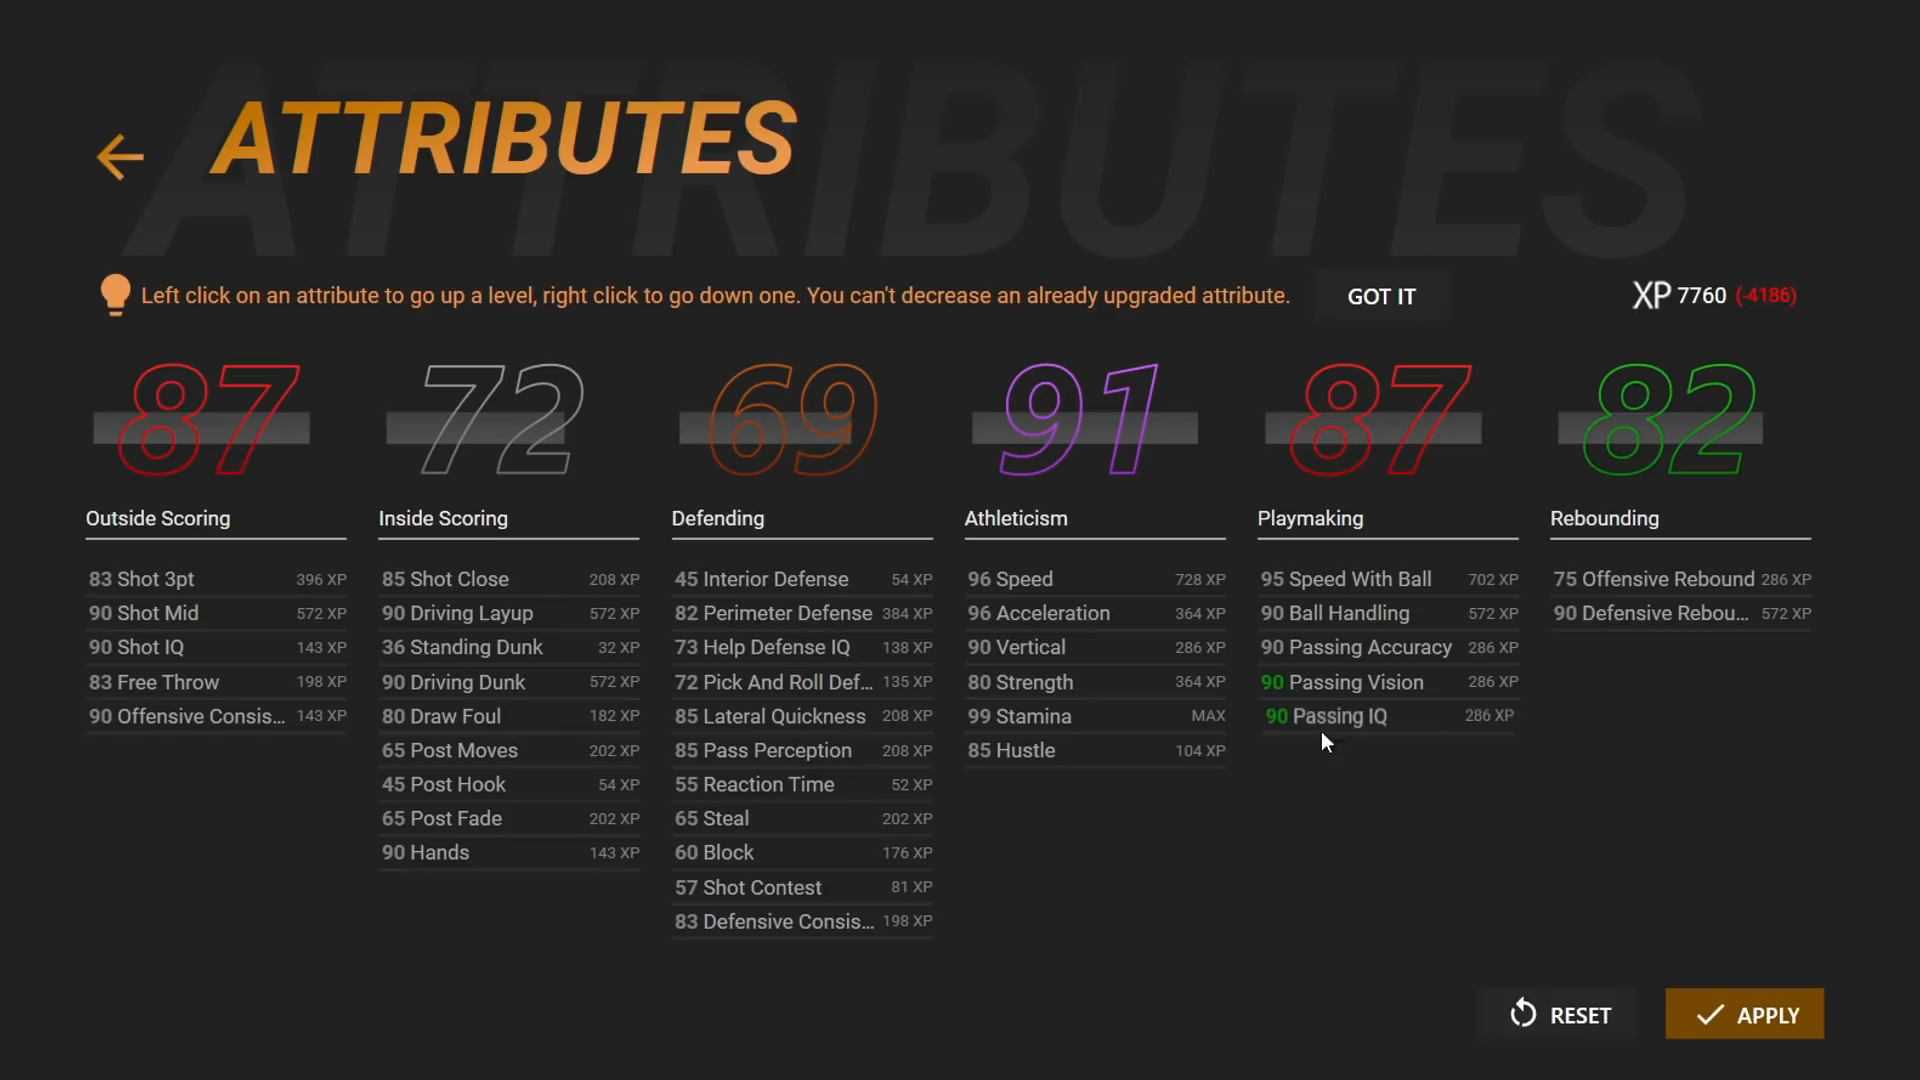 ATTRIBUTES
ATTRIBUTES
Left click on an attribute to go up a level, right click to go down one. You can't decrease an already upgraded attribute.
GOT IT
XP 7760 (-4186)
87
72
69
91
87
82
Outside Scoring
83 Shot 3pt 396 XP
90 Shot Mid 572 XP
90 Shot IQ 143 XP
83 Free Throw 198 XP
90 Offensive Consis... 143 XP
Inside Scoring
85 Shot Close 208 XP
90 Driving Layup 572 XP
36 Standing Dunk 32 XP
90 Driving Dunk 572 XP
80 Draw Foul 182 XP
65 Post Moves 202 XP
45 Post Hook 54 XP
65 Post Fade 202 XP
90 Hands 143 XP
Defending
45 Interior Defense 54 XP
82 Perimeter Defense 384 XP
73 Help Defense IQ 138 XP
72 Pick And Roll Def... 135 XP
85 Lateral Quickness 208 XP
85 Pass Perception 208 XP
55 Reaction Time 52 XP
65 Steal 202 XP
60 Block 176 XP
57 Shot Contest 81 XP
83 Defensive Consis... 198 XP
Athleticism
96 Speed 728 XP
96 Acceleration 364 XP
90 Vertical 286 XP
80 Strength 364 XP
99 Stamina MAX
85 Hustle 104 XP
Playmaking
95 Speed With Ball 702 XP
90 Ball Handling 572 XP
90 Passing Accuracy 286 XP
90 Passing Vision 286 XP
90 Passing IQ 286 XP
Rebounding
75 Offensive Rebound 286 XP
90 Defensive Rebou... 572 XP
RESET
APPLY